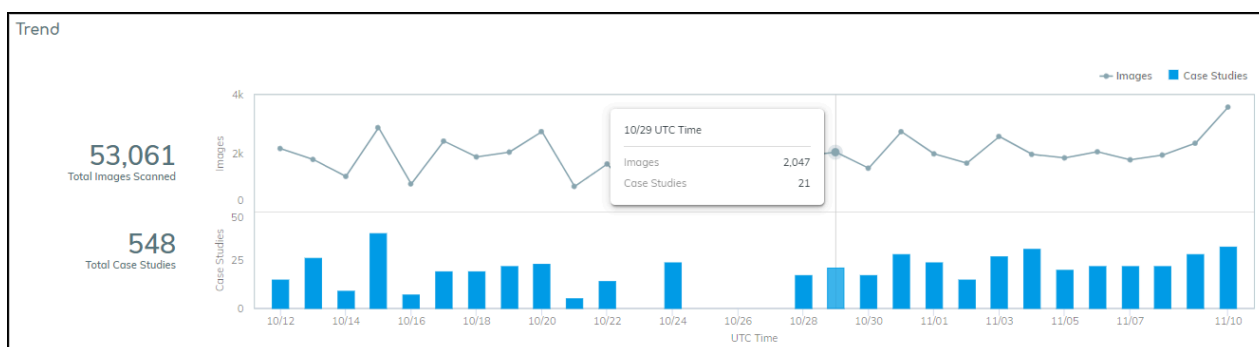 Trend
Images Case Studies
53,061
Total Images Scanned
548
Total Case Studies
Images
4k
2k
0
10/29 UTC Time
Images 2,047
Case Studies 21
Case Studies
50
25
0
10/12 10/14 10/16 10/18 10/20 10/22 10/24 10/26 10/28 10/30 11/01 11/03 11/05 11/07 11/10
UTC Time